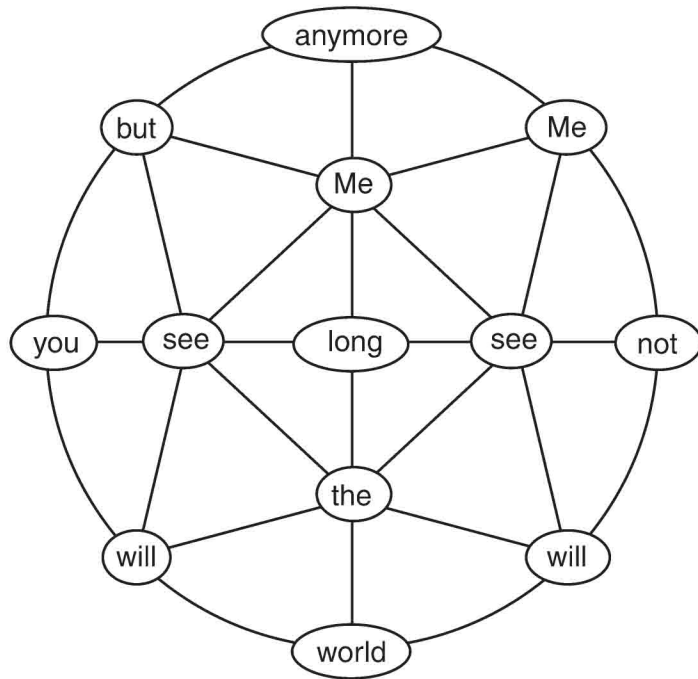 anymore
but Me
Me
you see long see not
the
will will
world